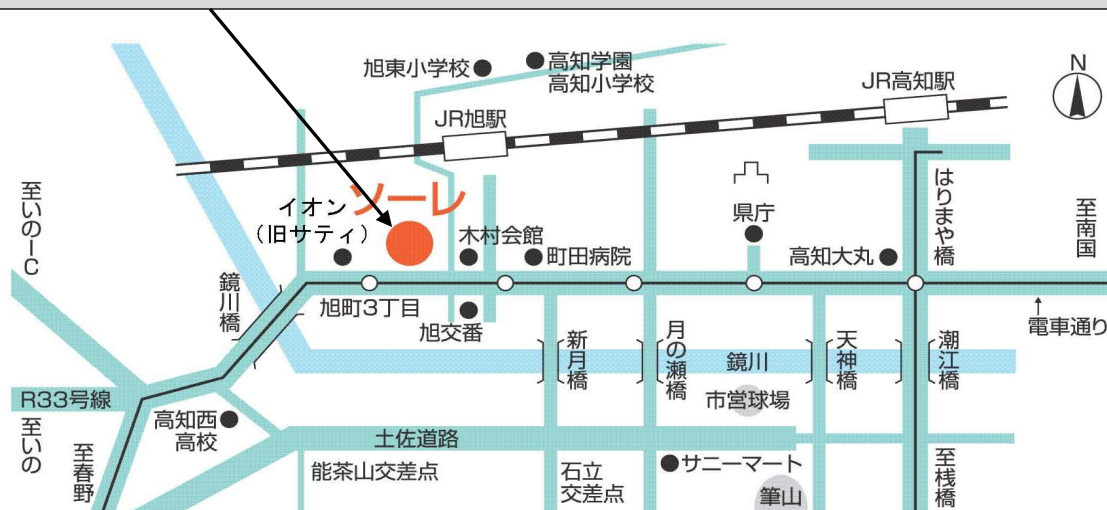 旭東小学校
高知学園
高知小学校
JR高知駅
N
JR旭駅
ソーレ
イオン
（旧サティ）
木村会館
町田病院
県庁
高知大丸
はりまや橋
至南国
至いのIC
鏡川橋
旭町3丁目
旭交番
新月橋
月の瀬橋
鏡川
天神橋
潮江橋
電車通り
市営球場
R33号線
至いの
高知西
高校
至春野
土佐道路
能茶山交差点
石立
交差点
サニーマート
筆山
至桟橋